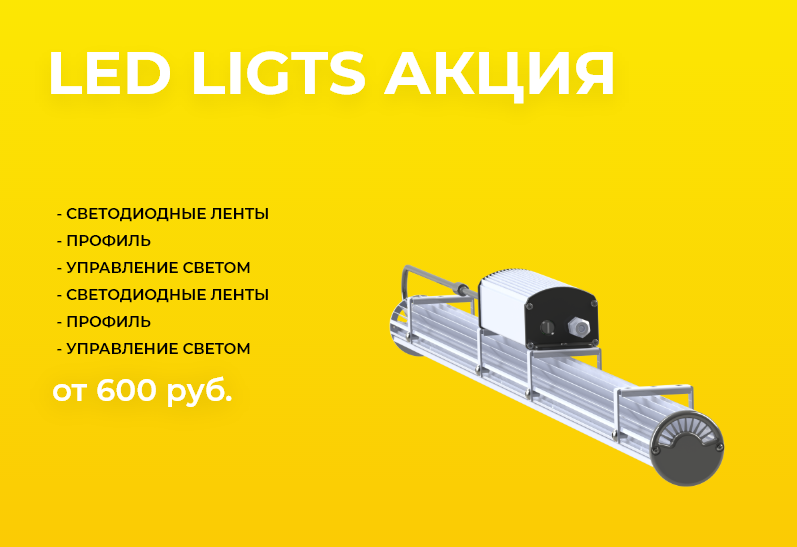 LED LIGTS АКЦИЯ
- СВЕТОДИОДНЫЕ ЛЕНТЫ
- ПРОФИЛЬ
- УПРАВЛЕНИЕ СВЕТОМ
- СВЕТОДИОДНЫЕ ЛЕНТЫ
- ПРОФИЛЬ
- УПРАВЛЕНИЕ СВЕТОМ
от 600 руб.